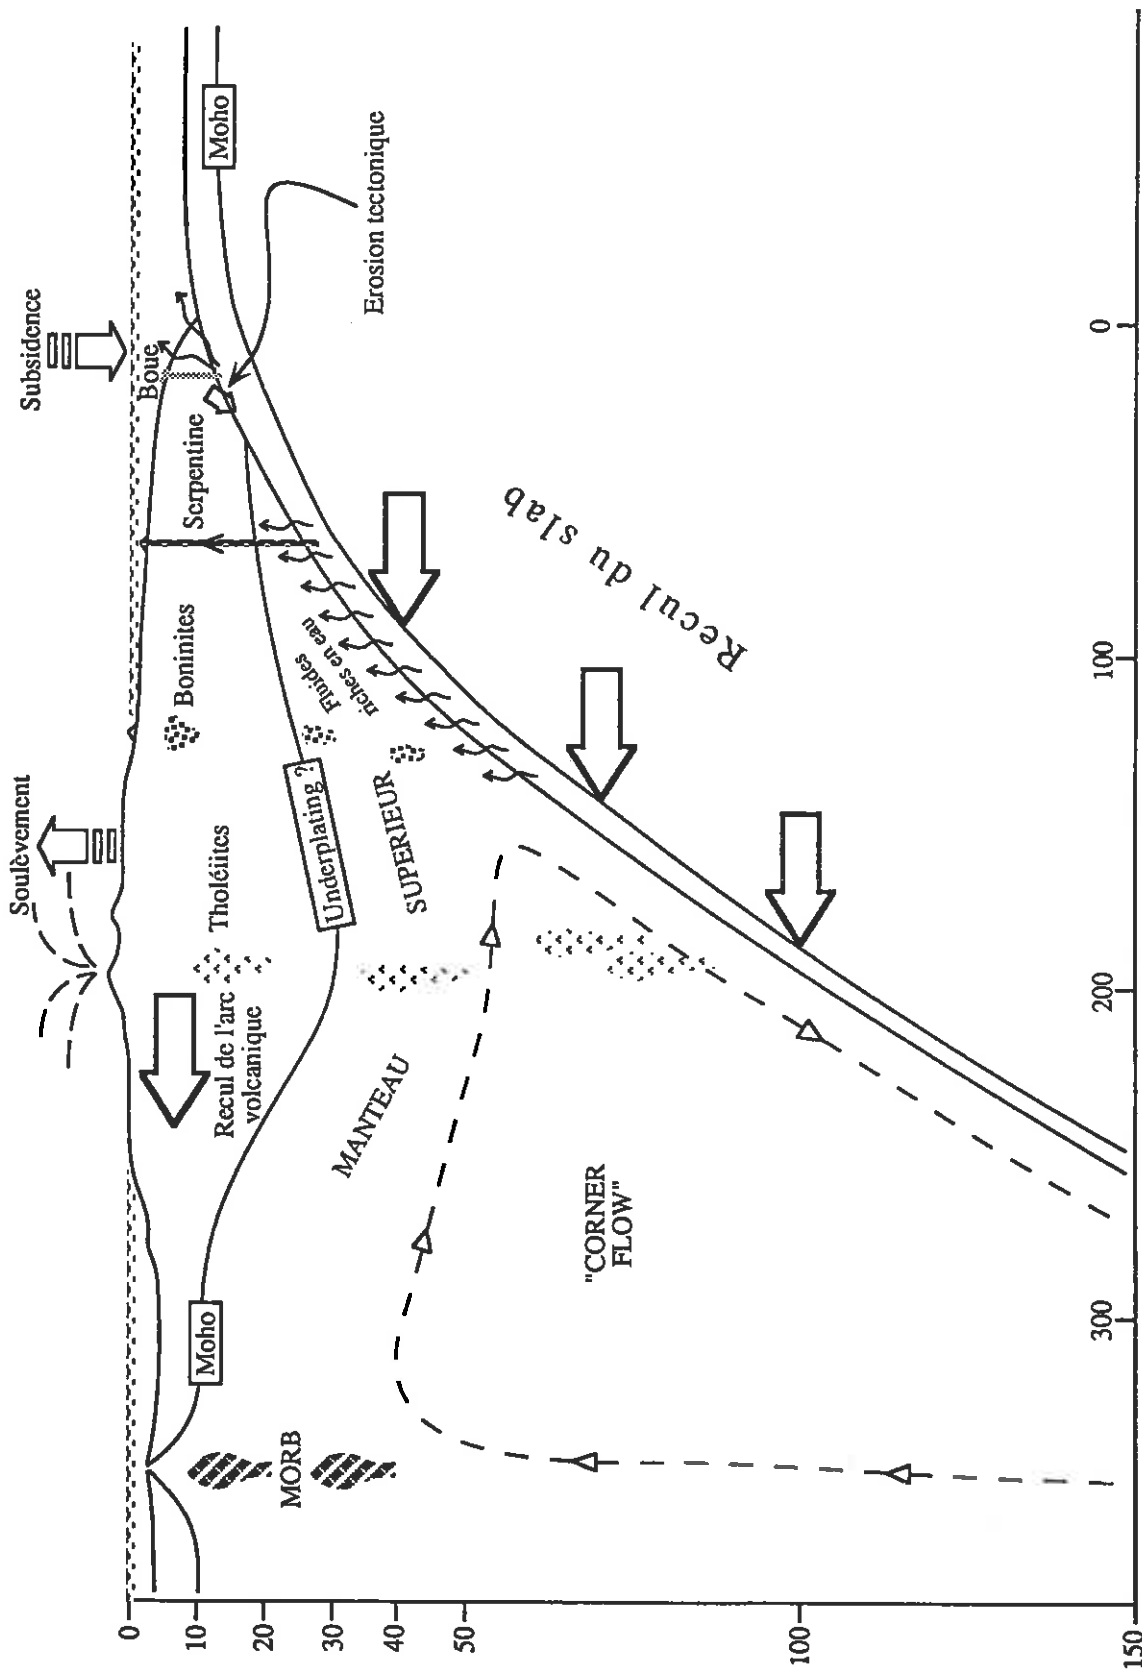 Soulèvement
Subsidence
0
Boue
10
Moho
Recul de l'arc
volcanique
Tholéiites
Boninites
Serpentine
Moho
20
MORB
30
Underplating ?
Fluides
riches en eau
Erosion tectonique
40
MANTEAU
SUPERIEUR
50
Recul du slab
"CORNER
FLOW"
100
150
300
200
100
0